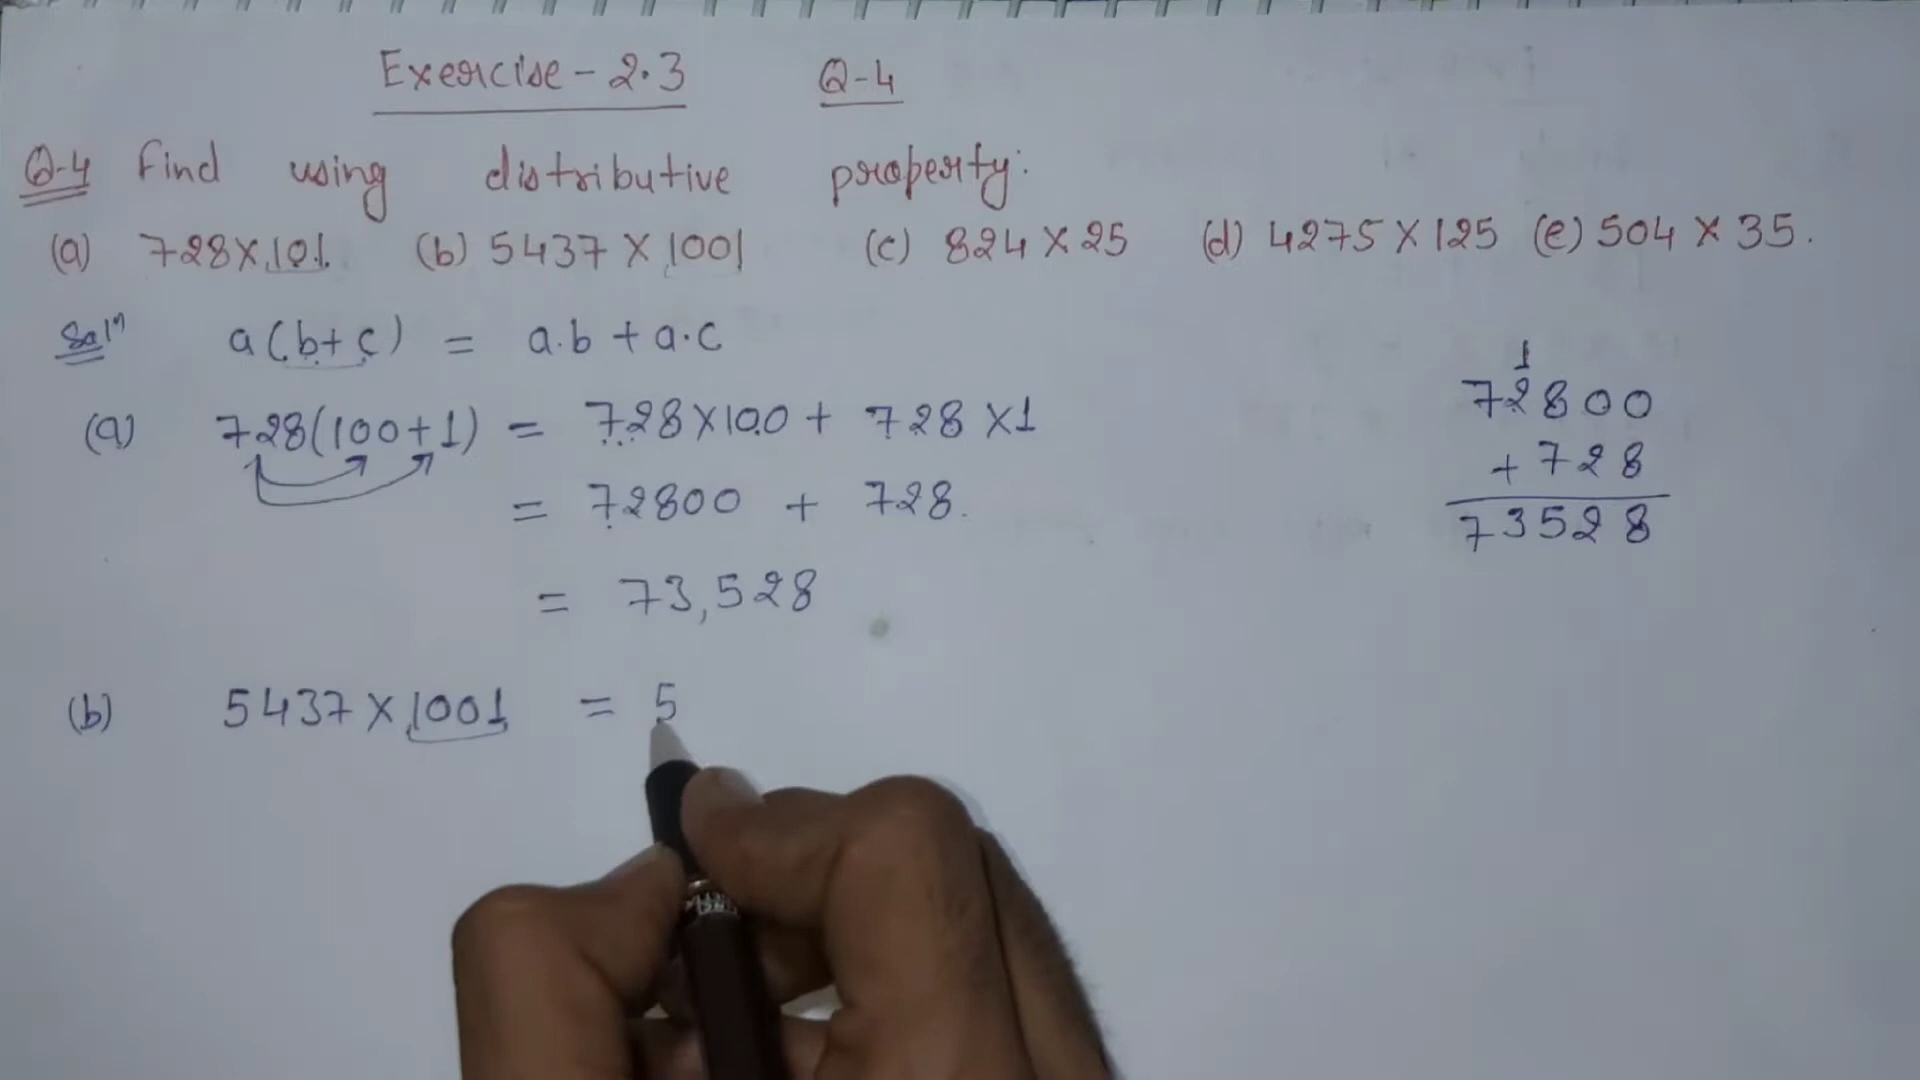 Exercise - 2.3 Q-4
Q-4 Find using distributive property:
(a) 728×101 (b) 5437 × 1001 (c) 824 × 25 (d) 4275 × 125 (e) 504 × 35.
Solⁿ a(b+c) = a.b + a.c
(a) 728(100+1) = 728×100 + 728 ×1
= 72800 + 728.
= 73,528
1
72800
+ 728
73528
(b) 5437 × 1001 = 5